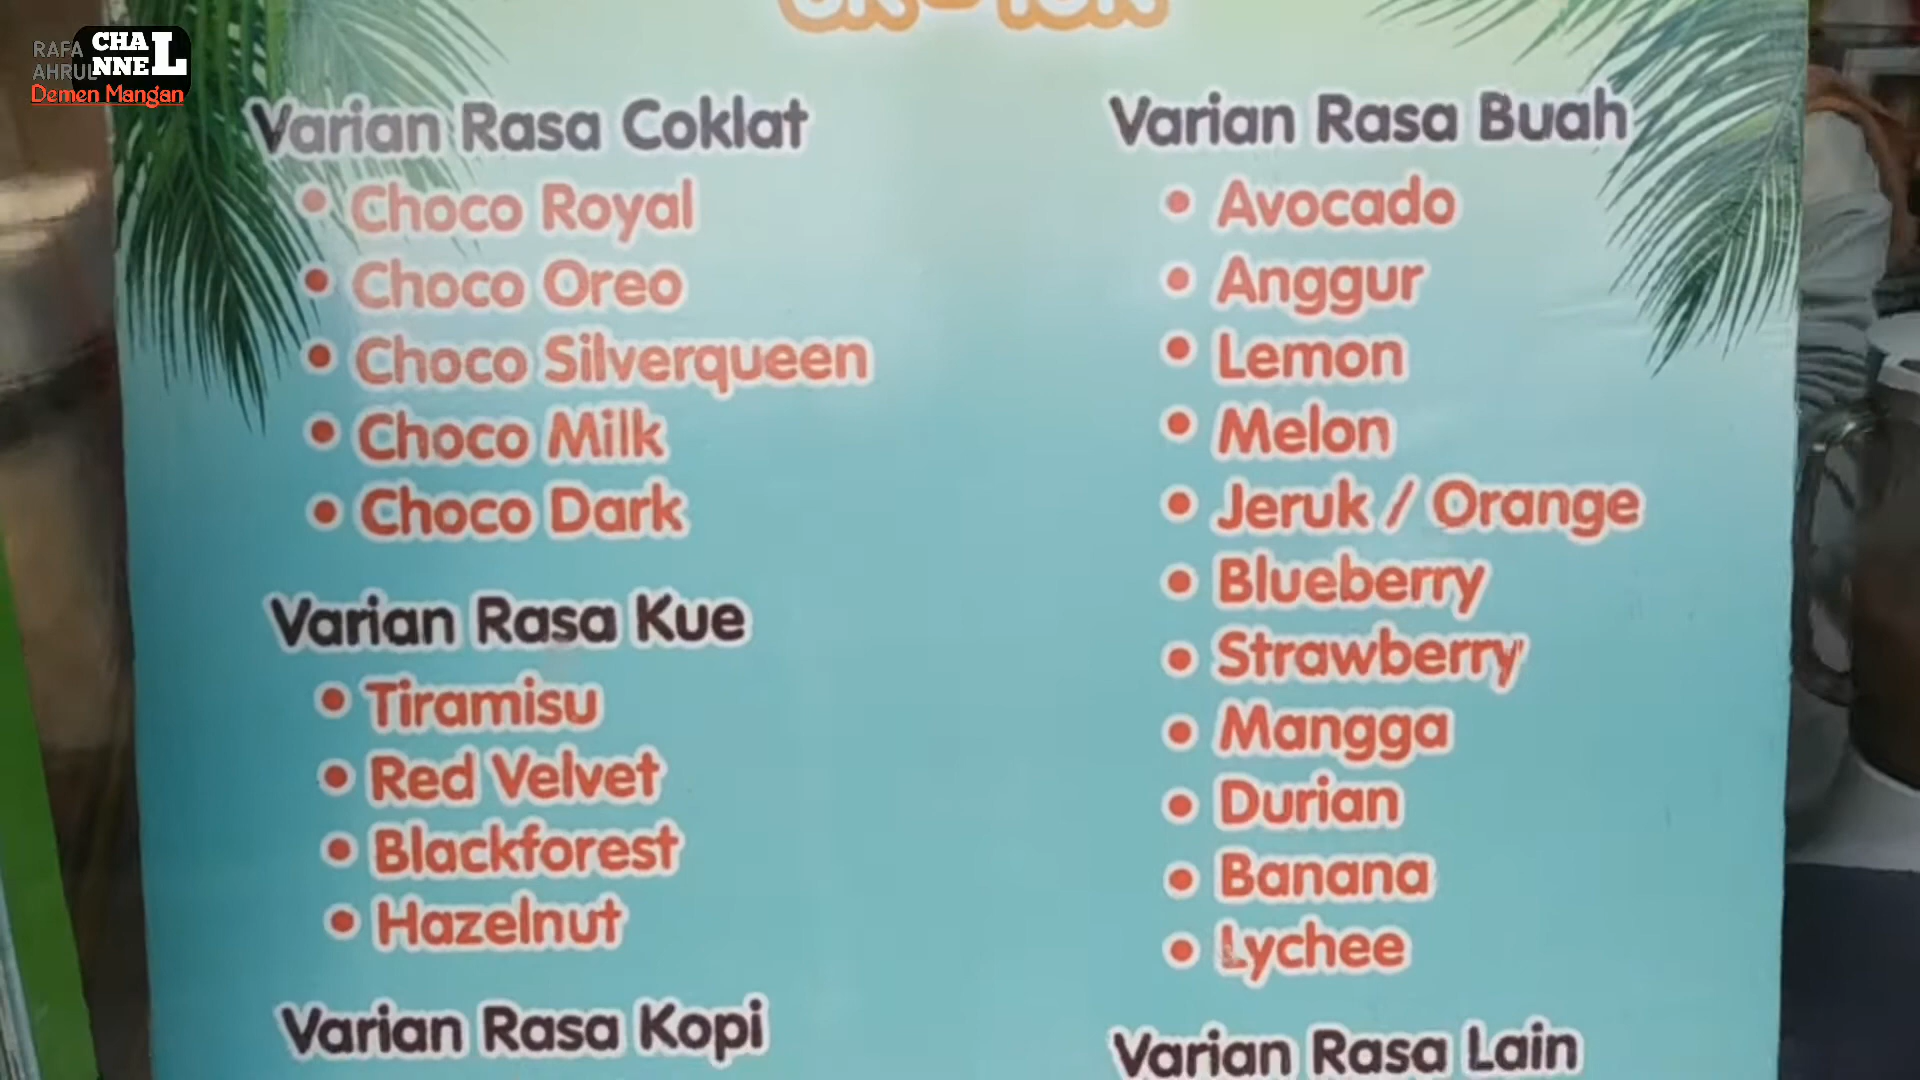 RAFA
AHRUL
CHANNEL
Demen Mangan
Varian Rasa Coklat
• Choco Royal
• Choco Oreo
• Choco Silverqueen
• Choco Milk
• Choco Dark
Varian Rasa Kue
• Tiramisu
• Red Velvet
• Blackforest
• Hazelnut
Varian Rasa Kopi
Varian Rasa Buah
• Avocado
• Anggur
• Lemon
• Melon
• Jeruk / Orange
• Blueberry
• Strawberry
• Mangga
• Durian
• Banana
• Lychee
Varian Rasa Lain